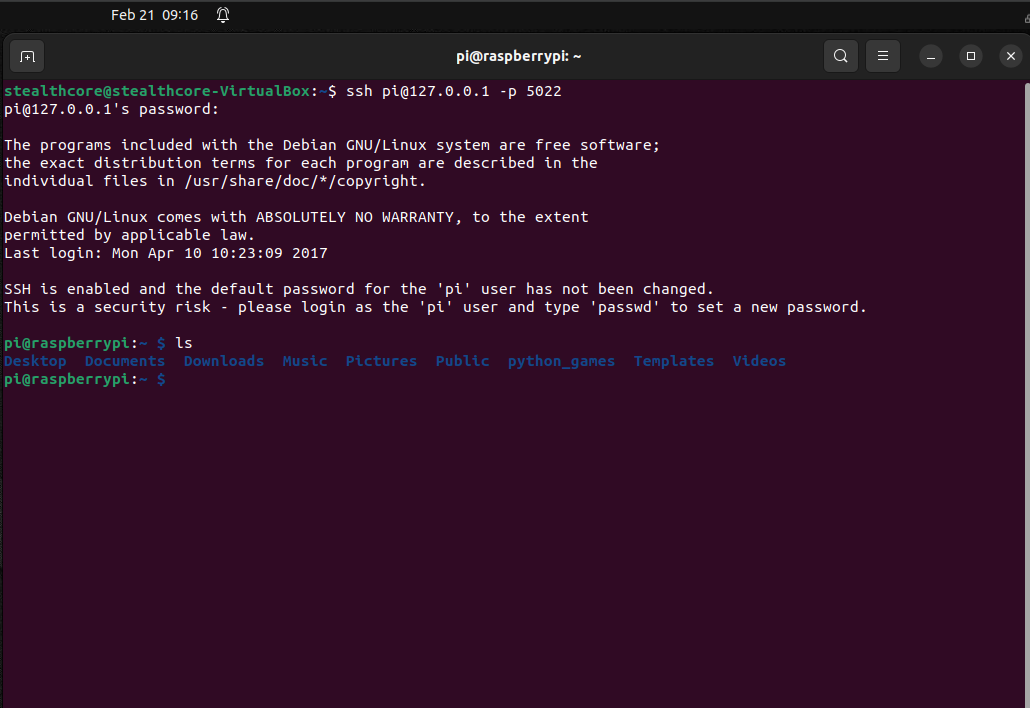 Feb 21 09:16
pi@raspberrypi: ~
stealthcore@stealthcore-VirtualBox:~$ ssh pi@127.0.0.1 -p 5022
pi@127.0.0.1's password:
The programs included with the Debian GNU/Linux system are free software;
the exact distribution terms for each program are described in the
individual files in /usr/share/doc/*/copyright.
Debian GNU/Linux comes with ABSOLUTELY NO WARRANTY, to the extent
permitted by applicable law.
Last login: Mon Apr 10 10:23:09 2017
SSH is enabled and the default password for the 'pi' user has not been changed.
This is a security risk - please login as the 'pi' user and type 'passwd' to set a new password.
pi@raspberrypi:~ $ ls
Desktop  Documents  Downloads  Music  Pictures  Public  python_games  Templates  Videos
pi@raspberrypi:~ $